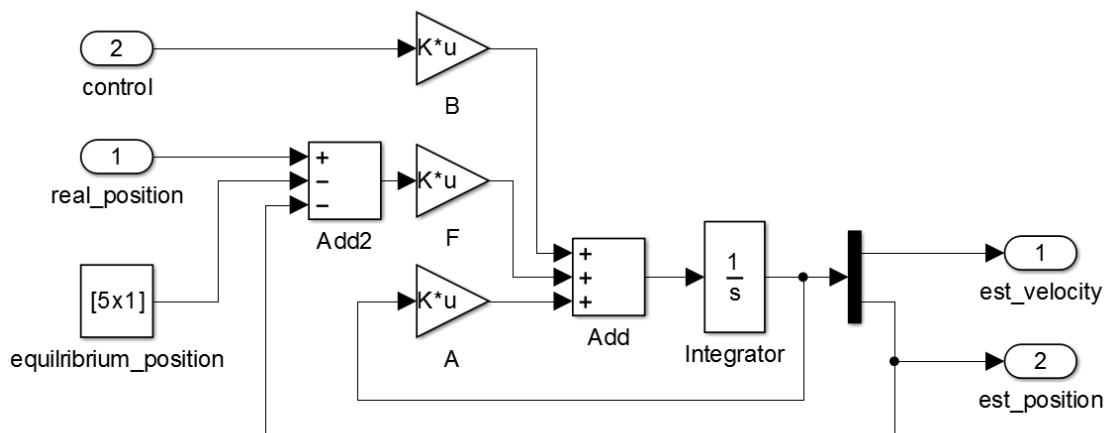 2
control
K*u
B
1
real_position
+
−
−
Add2
K*u
F
[5x1]
equilribrium_position
K*u
A
+
+
+
Add
1
s
Integrator
1
est_velocity
2
est_position